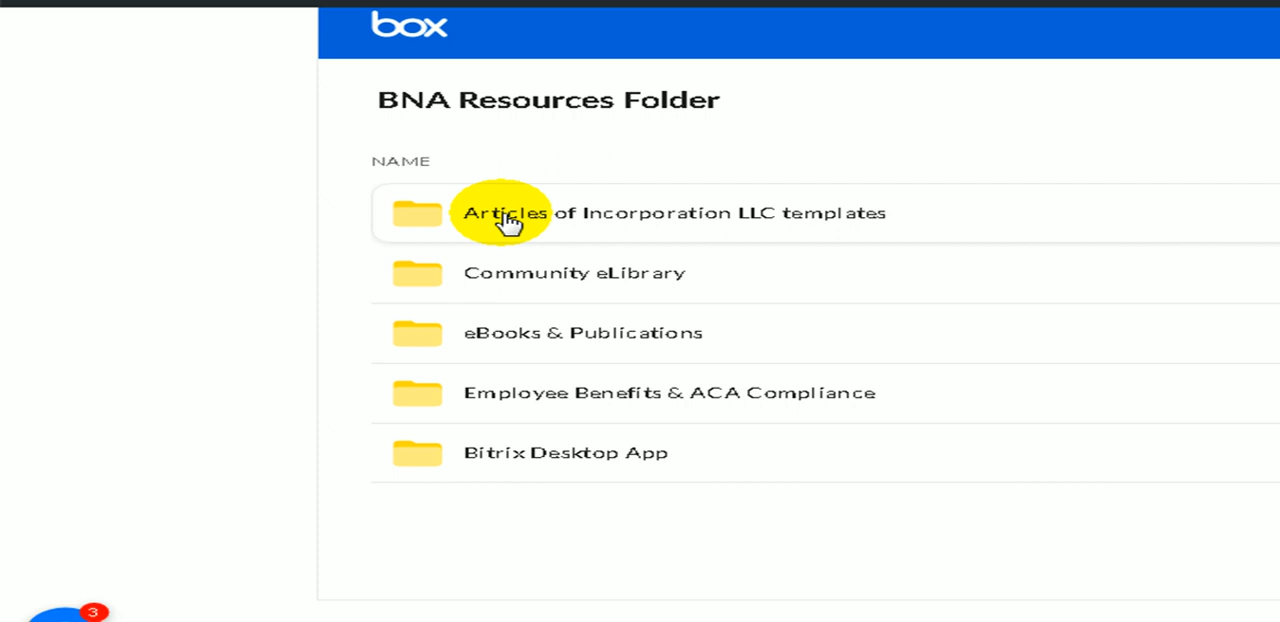 box
BNA Resources Folder
NAME
Articles of Incorporation LLC templates
Community eLibrary
eBooks & Publications
Employee Benefits & ACA Compliance
Bitrix Desktop App
3